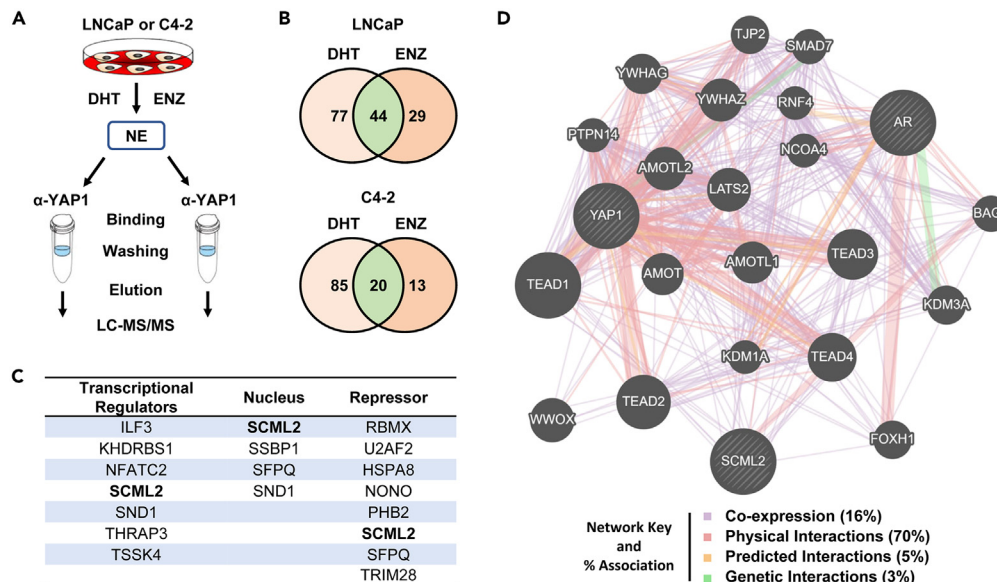 A
LNCaP or C4-2
DHT
ENZ
NE
α-YAP1
α-YAP1
Binding
Washing
Elution
LC-MS/MS
B
LNCaP
DHT
ENZ
77
44
29
C4-2
DHT
ENZ
85
20
13
C
Transcriptional Regulators
Nucleus
Repressor
ILF3
SCML2
RBMX
KHDRBS1
SSBP1
U2AF2
NFATC2
SFPQ
HSPA8
SCML2
SND1
NONO
SND1
PHB2
THRAP3
SCML2
TSSK4
SFPQ
TRIM28
D
TJP2
SMAD7
YWHAG
YWHAZ
RNF4
AR
PTPN14
NCOA4
AMOTL2
LATS2
YAP1
BAG
TEAD3
AMOTL1
AMOT
TEAD1
KDM3A
KDM1A
TEAD4
TEAD2
WWOX
FOXH1
SCML2
Network Key
and
% Association
Co-expression (16%)
Physical Interactions (70%)
Predicted Interactions (5%)
Genetic Interactions (3%)